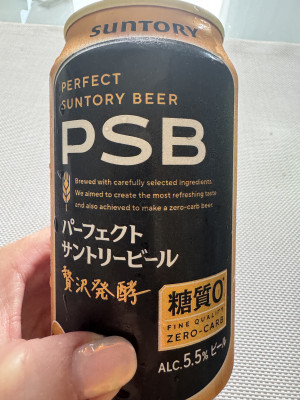 SUNTORY
PERFECT
SUNTORY BEER
PSB
Brewed with carefully selected ingredients.
We aimed to create the most refreshing taste
and also achieved to make a zero-carb beer.
パーフェクト
サントリービール
贅沢発酵
糖質0
FINE QUALITY
ZERO-CARB
ALC.5.5% ビール